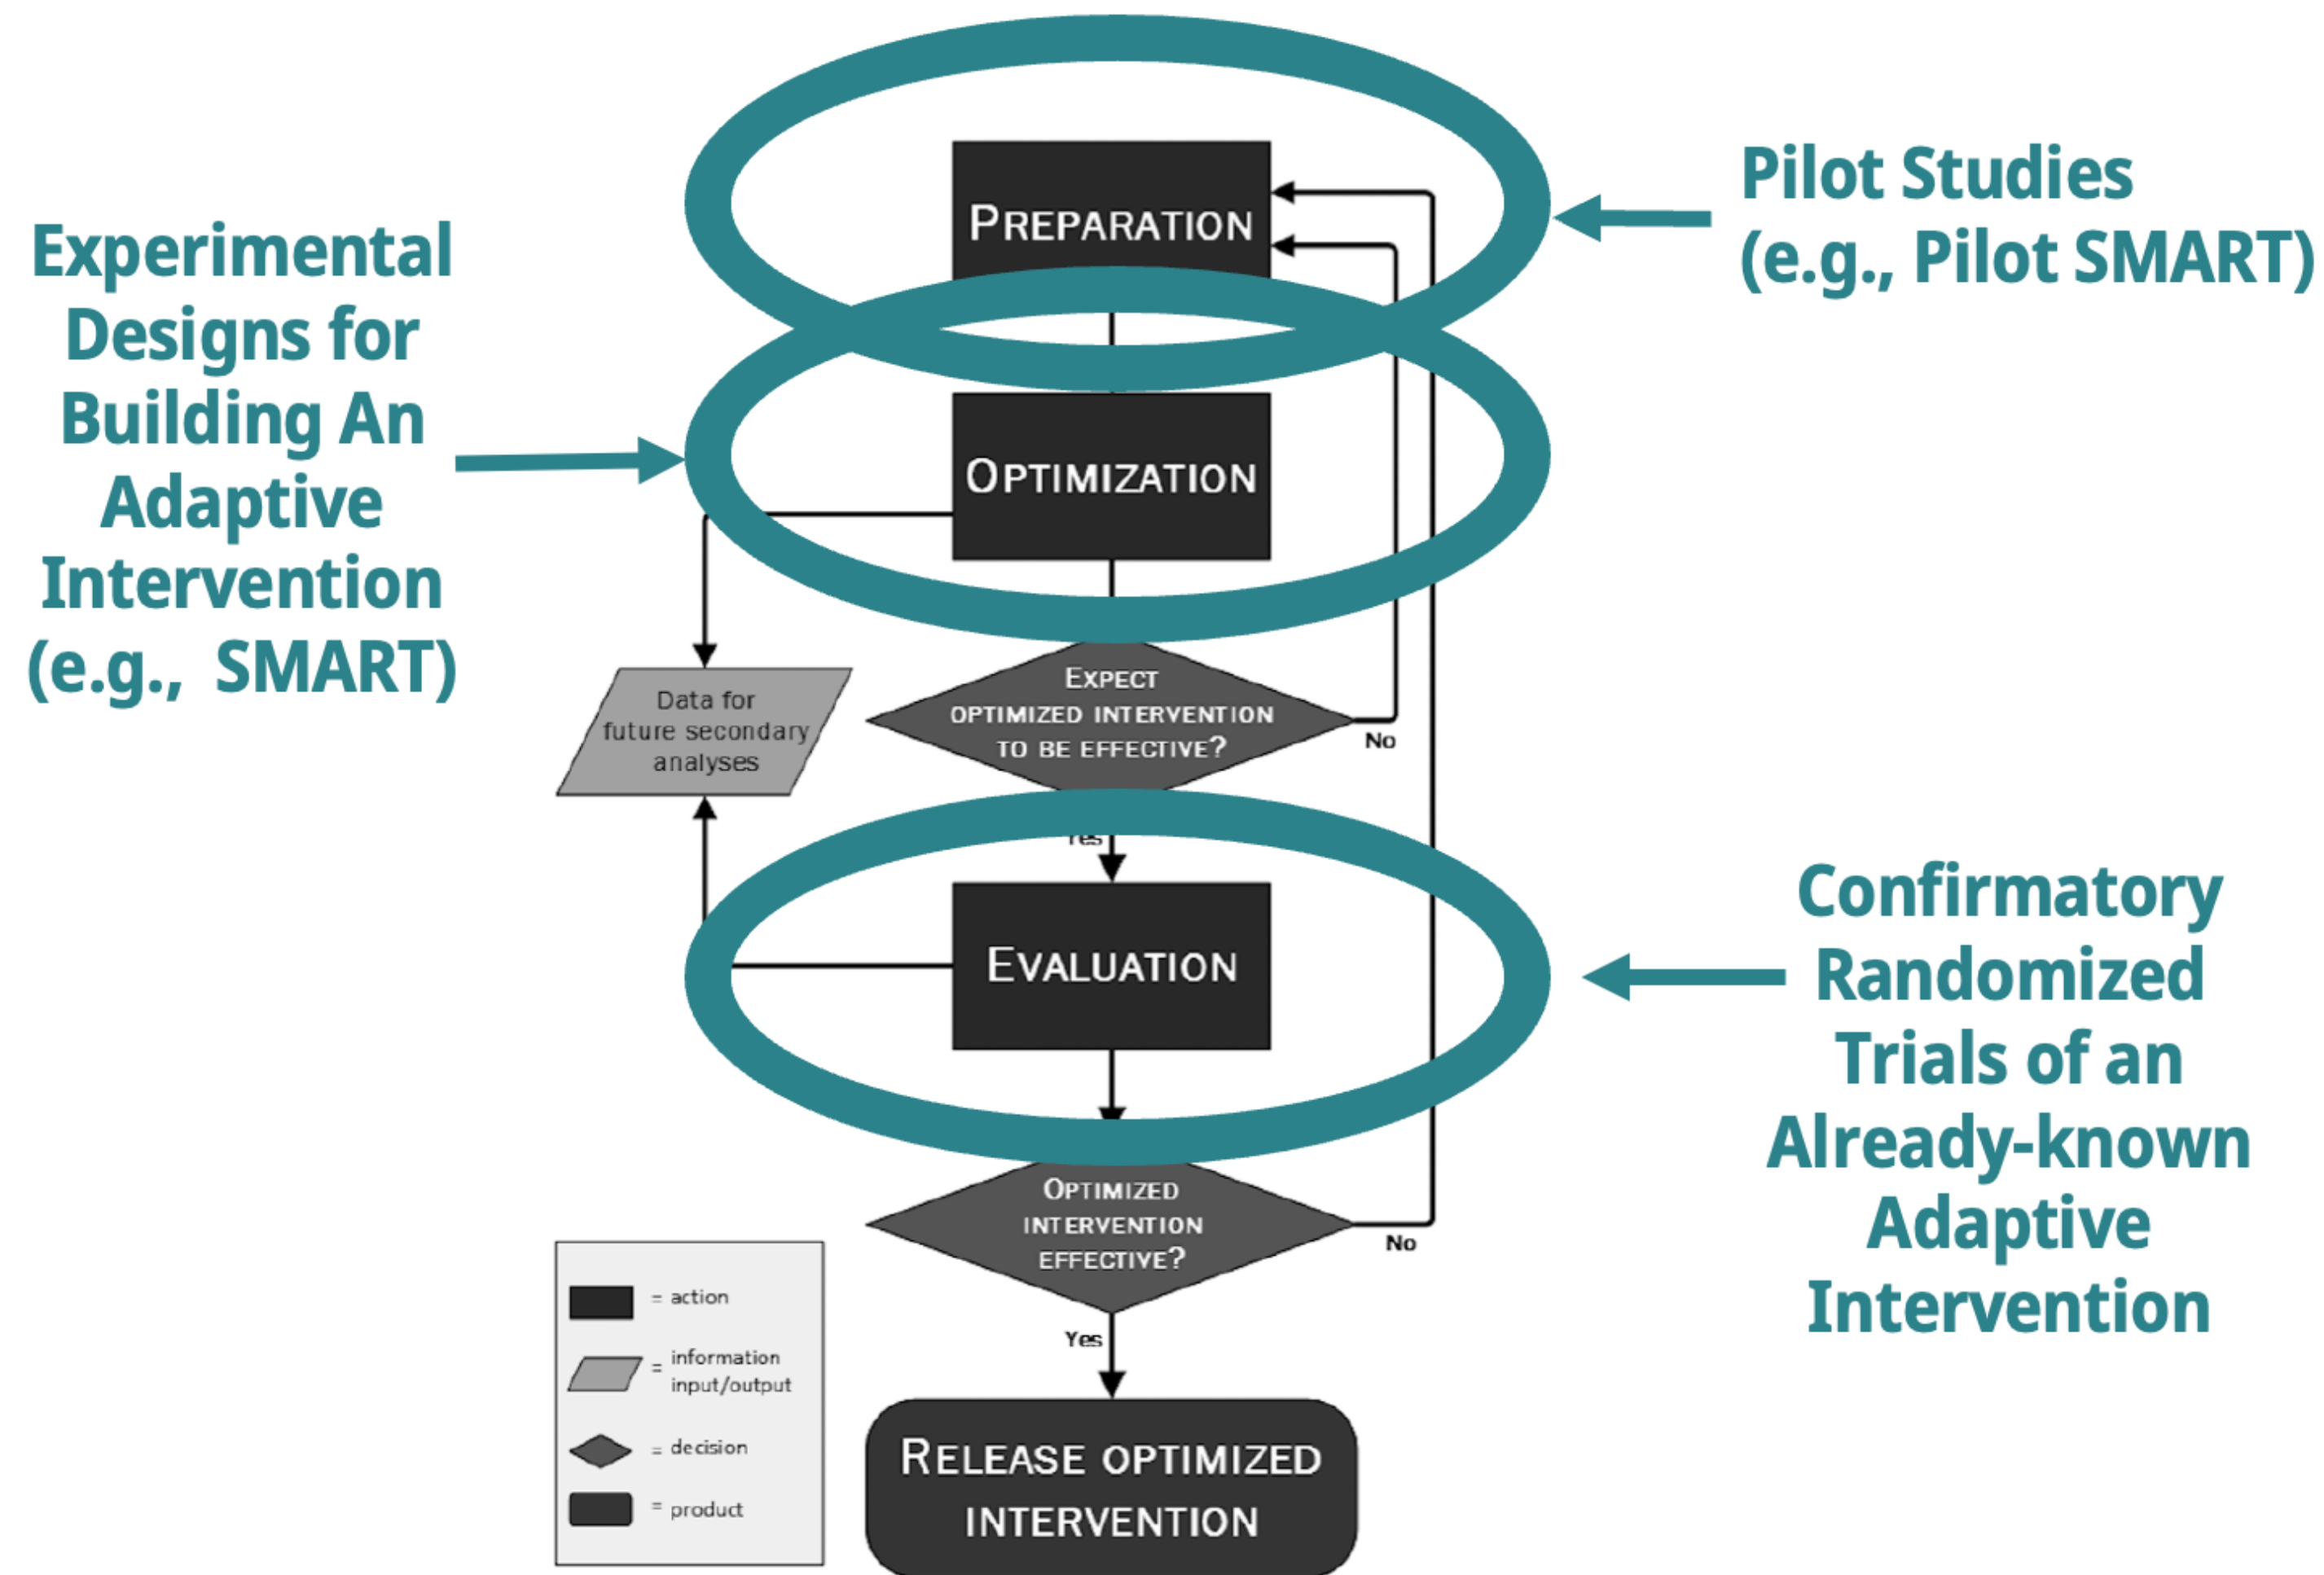 Experimental
Designs for
Building An
Adaptive
Intervention
(e.g., SMART)
Pilot Studies
(e.g., Pilot SMART)
PREPARATION
OPTIMIZATION
EXPECT
OPTIMIZED INTERVENTION
TO BE EFFECTIVE?
No
Data for
future secondary
analyses
Yes
EVALUATION
Confirmatory
Randomized
Trials of an
Already-known
Adaptive
Intervention
OPTIMIZED
INTERVENTION
EFFECTIVE?
No
Yes
RELEASE OPTIMIZED
INTERVENTION
= action
= information
input/output
= decision
= product